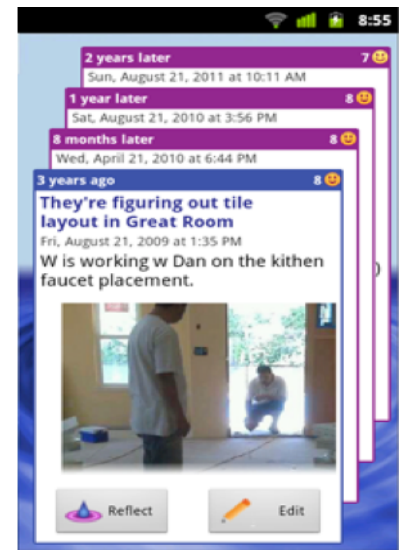 8:55
2 years later 7
Sun, August 21, 2011 at 10:11 AM
1 year later 8
Sat, August 21, 2010 at 3:56 PM
8 months later 8
Wed, April 21, 2010 at 6:44 PM
3 years ago 8
They're figuring out tile
layout in Great Room
Fri, August 21, 2009 at 1:35 PM
W is working w Dan on the kithen
faucet placement.
)
Reflect Edit